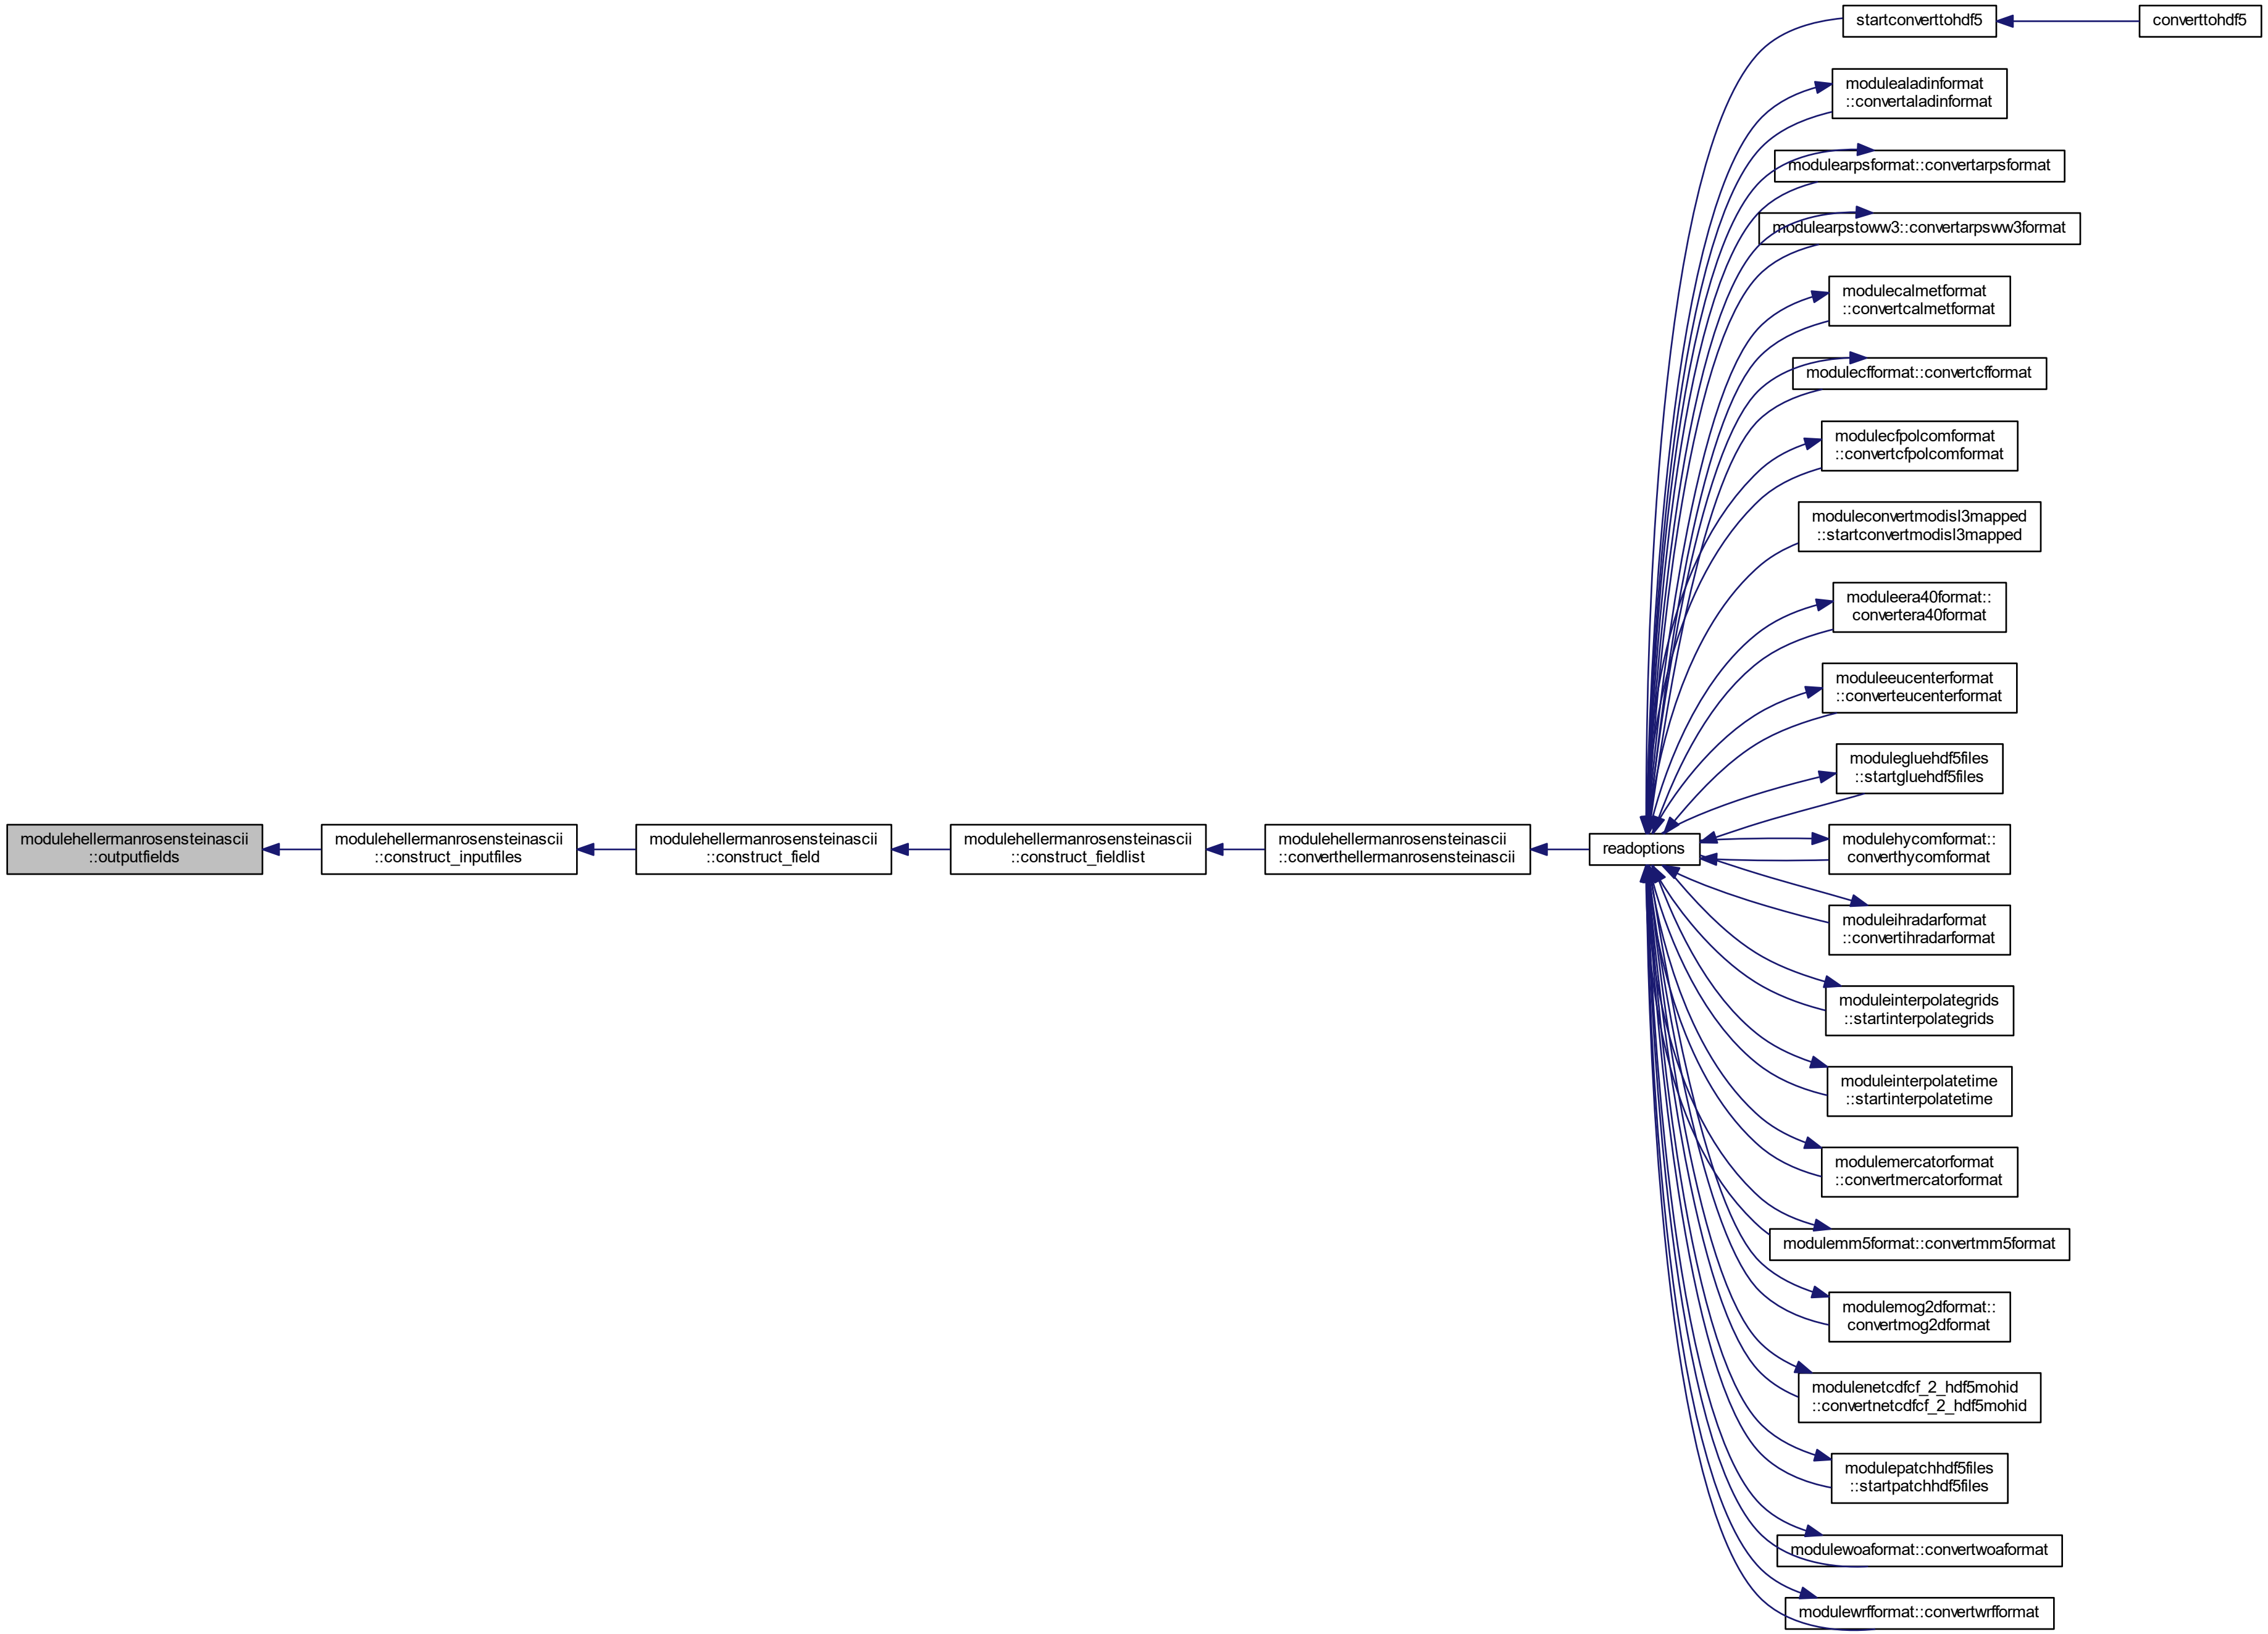 startconverttohdf5
converttohdf5
modulealadinformat
::convertaladinformat
modulearpsformat::convertarpsformat
modulearpstoww3::convertarpsww3format
modulecalmetformat
::convertcalmetformat
modulecfformat::convertcfformat
modulecfpolcomformat
::convertcfpolcomformat
moduleconvertmodisl3mapped
::startconvertmodisl3mapped
moduleera40format::
convertera40format
moduleeucenterformat
::converteucenterformat
modulegluehdf5files
::startgluehdf5files
modulehellermanrosensteinascii
::outputfields
modulehellermanrosensteinascii
::construct_inputfiles
modulehellermanrosensteinascii
::construct_field
modulehellermanrosensteinascii
::construct_fieldlist
modulehellermanrosensteinascii
::converthellermanrosensteinascii
readoptions
modulehycomformat::
converthycomformat
moduleihradarformat
::convertihradarformat
moduleinterpolategrids
::startinterpolategrids
moduleinterpolatetime
::startinterpolatetime
modulemercatorformat
::convertmercatorformat
modulemm5format::convertmm5format
modulemog2dformat::
convertmog2dformat
modulenetcdfcf_2_hdf5mohid
::convertnetcdfcf_2_hdf5mohid
modulepatchhdf5files
::startpatchhdf5files
modulewoaformat::convertwoaformat
modulewrfformat::convertwrfformat